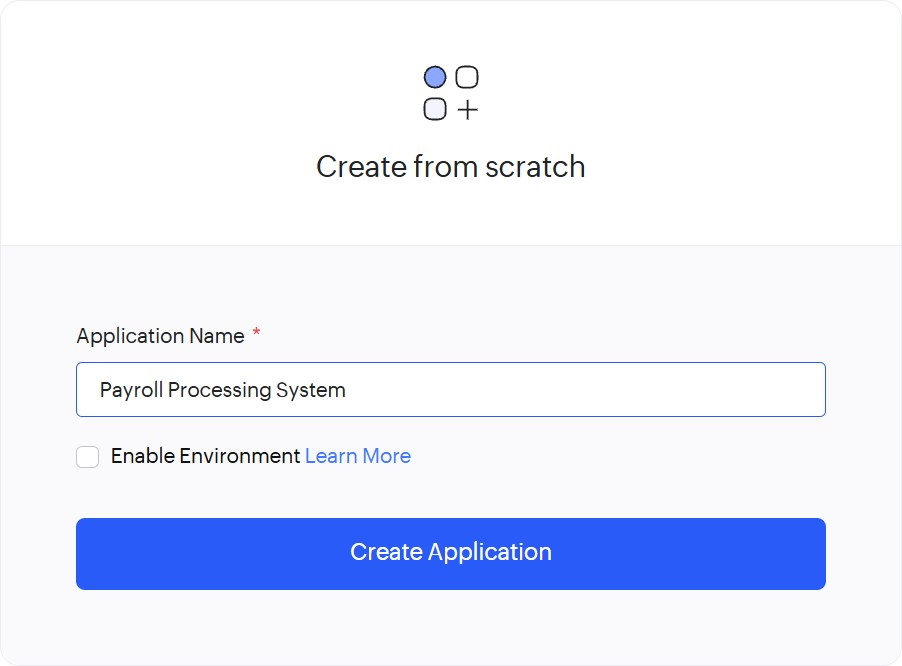 Create from scratch
Application Name *
Payroll Processing System
Enable Environment Learn More
Create Application